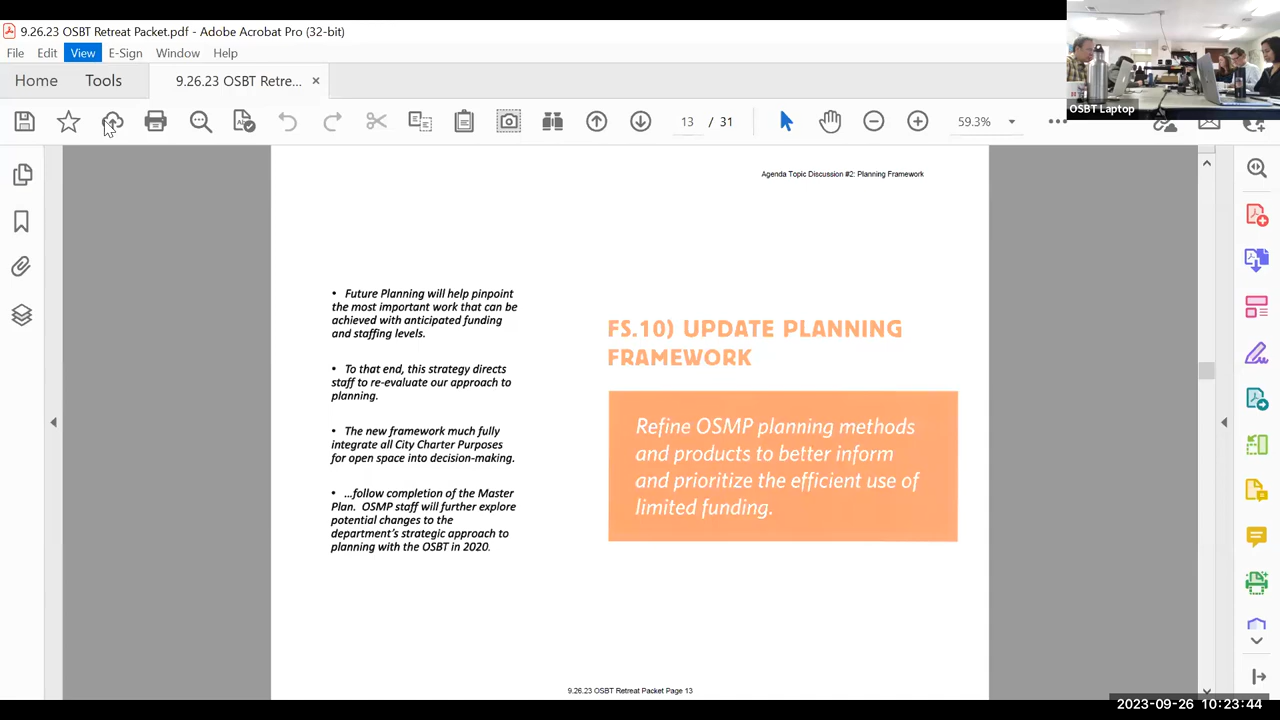 9.26.23 OSBT Retreat Packet.pdf - Adobe Acrobat Pro (32-bit)
File Edit View E-Sign Window Help
Home Tools 9.26.23 OSBT Retre... ×
OSBT Laptop
13 / 31 59.3%
Agenda Topic Discussion #2: Planning Framework
• Future Planning will help pinpoint
the most important work that can be
achieved with anticipated funding
and staffing levels.
• To that end, this strategy directs
staff to re-evaluate our approach to
planning.
• The new framework much fully
integrate all City Charter Purposes
for open space into decision-making.
• …follow completion of the Master
Plan. OSMP staff will further explore
potential changes to the
department's strategic approach to
planning with the OSBT in 2020.
FS.10) UPDATE PLANNING
FRAMEWORK
Refine OSMP planning methods
and products to better inform
and prioritize the efficient use of
limited funding.
9.26.23 OSBT Retreat Packet Page 13
2023-09-26 10:23:44